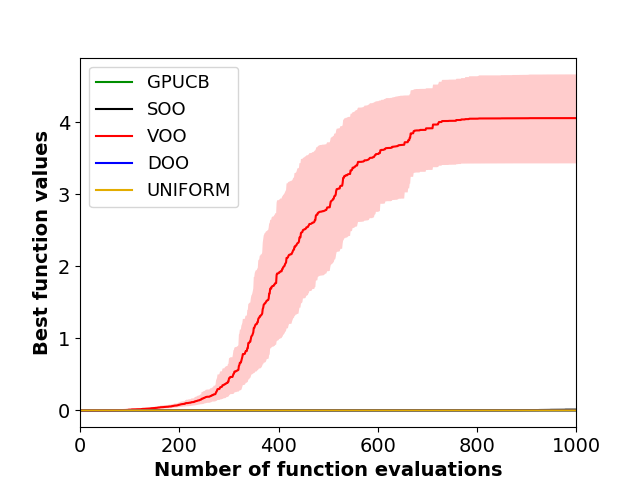 GPUCB
SOO
VOO
DOO
UNIFORM
Best function values
4
3
2
1
0
0 200 400 600 800 1000
Number of function evaluations